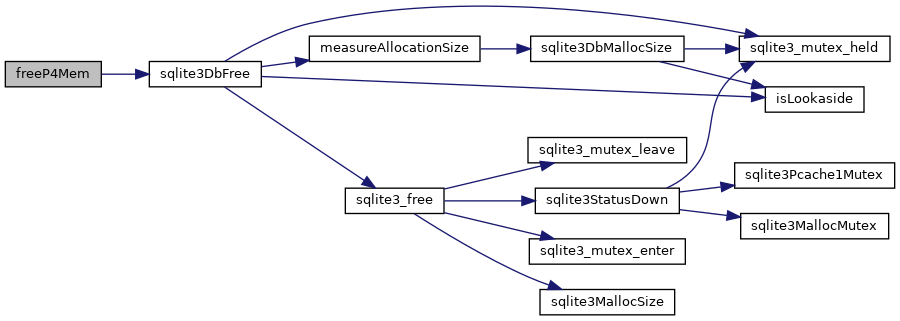 freeP4Mem
sqlite3DbFree
measureAllocationSize
sqlite3DbMallocSize
sqlite3_mutex_held
isLookaside
sqlite3_free
sqlite3_mutex_leave
sqlite3StatusDown
sqlite3Pcache1Mutex
sqlite3MallocMutex
sqlite3_mutex_enter
sqlite3MallocSize